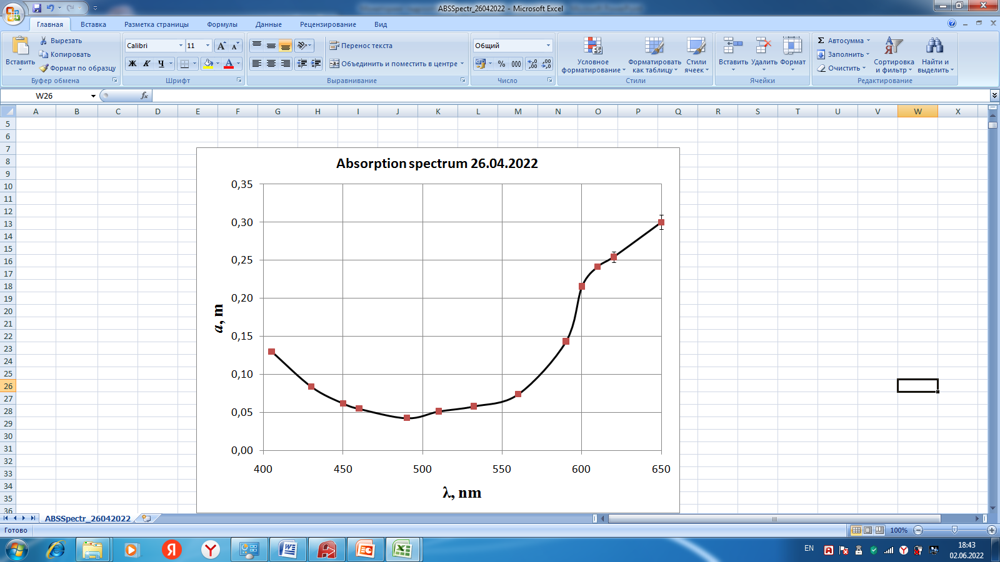 ABSSpectr_26042022 - Microsoft Excel
Главная Вставка Разметка страницы Формулы Данные Рецензирование Вид
Вставить
Вырезать
Копировать
Формат по образцу
Буфер обмена
Calibri 11
Ж К Ч
Шрифт
Перенос текста
Объединить и поместить в центре
Выравнивание
Общий
% 000
Число
Условное форматирование
Форматировать как таблицу
Стили ячеек
Стили
Вставить Удалить Формат
Ячейки
Σ Автосумма
Заполнить
Очистить
Сортировка и фильтр
Найти и выделить
Редактирование
W26 fx
A B C D E F G H I J K L M N O P Q R S T U V W X
5
6
7
8
9
10
11
12
13
14
15
16
17
18
19
20
21
22
23
24
25
26
27
28
29
30
31
32
33
34
35
36
Absorption spectrum 26.04.2022
0,35
0,30
0,25
0,20
0,15
0,10
0,05
0,00
a, m
400 450 500 550 600 650
λ, nm
ABSSpectr_26042022
Готово 100%
EN 18:43
02.06.2022